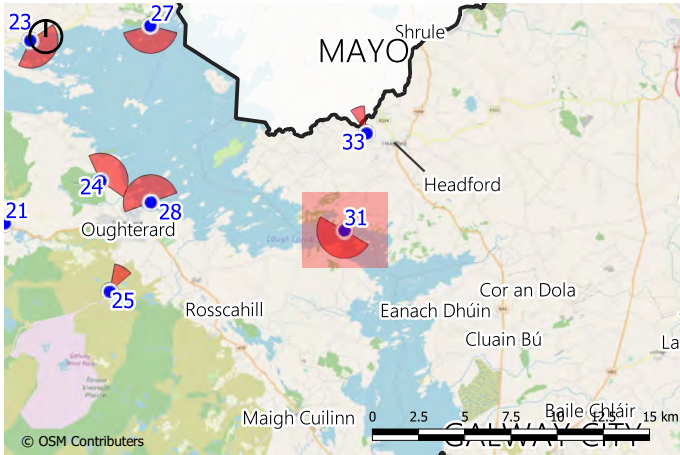 23
27
MAYO
Shrule
33
Headford
24
28
21
Oughterard
31
25
Rosscahill
Cor an Dola
Eanach Dhúin
Cluain Bú
La
Maigh Cuilinn
Baile Chláir
GALWAY CITY
0 2.5 5 7.5 10 12.5 15 km
© OSM Contributers